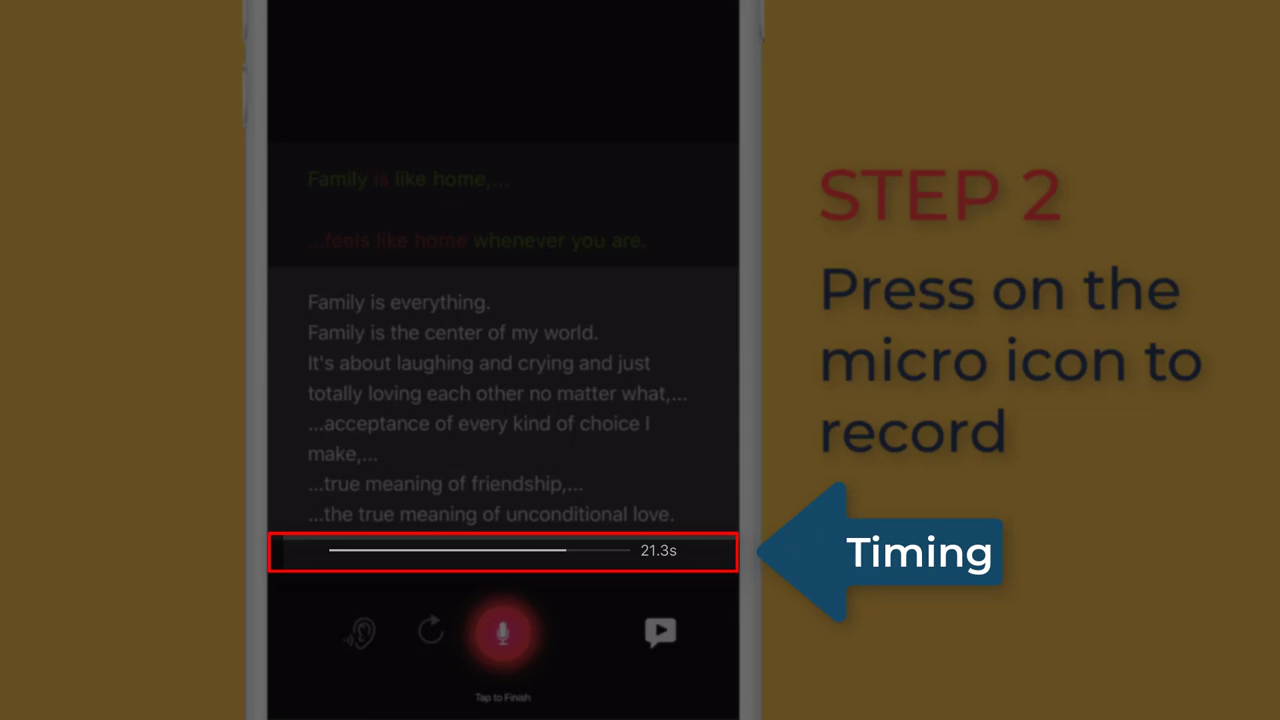 Family is like home,...
...feels like home whenever you are.
Family is everything.
Family is the center of my world.
It's about laughing and crying and just
totally loving each other no matter what,...
...acceptance of every kind of choice I
make,...
...true meaning of friendship,...
...the true meaning of unconditional love.
21.3s
Tap to Finish
STEP 2
Press on the
micro icon to
record
Timing